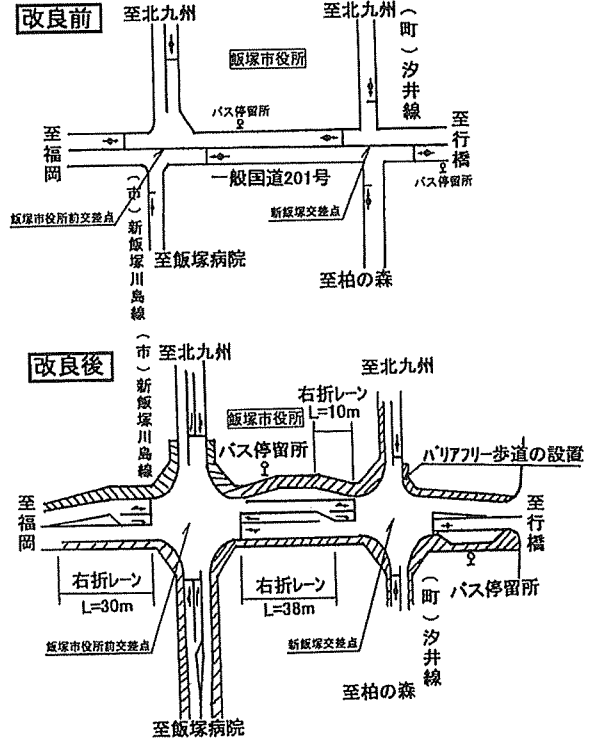 改良前
至北九州
至北九州
(町)汐井線
飯塚市役所
バス停留所
至福岡
至行橋
一般国道201号
バス停留所
飯塚市役所前交差点
新飯塚交差点
(市)新飯塚川島線
至飯塚病院
至柏の森
改良後
(市)新飯塚川島線
至北九州
至北九州
右折レーン
L=10m
飯塚市役所
バス停留所
バリアフリー歩道の設置
至福岡
至行橋
右折レーン
L=30m
右折レーン
L=38m
バス停留所
飯塚市役所前交差点
新飯塚交差点
(町)汐井線
至柏の森
至飯塚病院